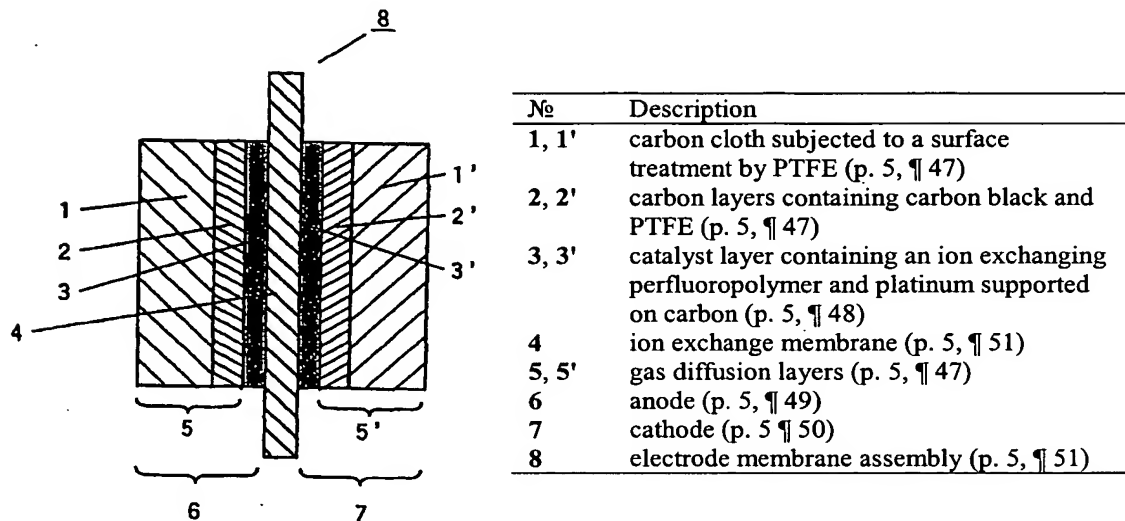 8
1
2
3
4
1'
2'
3'
5
5'
6
7
№ Description
1, 1' carbon cloth subjected to a surface
treatment by PTFE (p. 5, ¶ 47)
2, 2' carbon layers containing carbon black and
PTFE (p. 5, ¶ 47)
3, 3' catalyst layer containing an ion exchanging
perfluoropolymer and platinum supported
on carbon (p. 5, ¶ 48)
4 ion exchange membrane (p. 5, ¶ 51)
5, 5' gas diffusion layers (p. 5, ¶ 47)
6 anode (p. 5, ¶ 49)
7 cathode (p. 5 ¶ 50)
8 electrode membrane assembly (p. 5, ¶ 51)